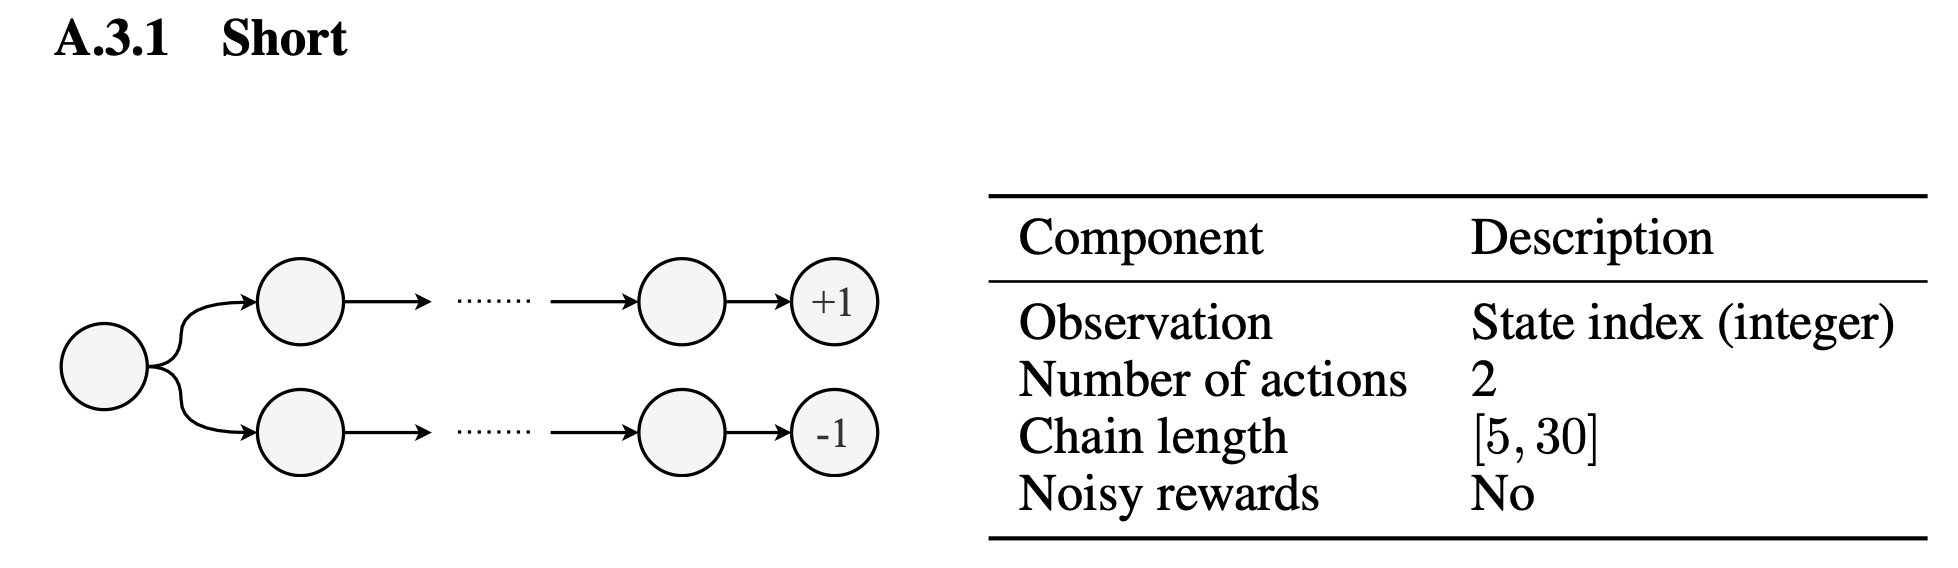 A.3.1 Short
+1
-1
Component Description
Observation State index (integer)
Number of actions 2
Chain length [5, 30]
Noisy rewards No